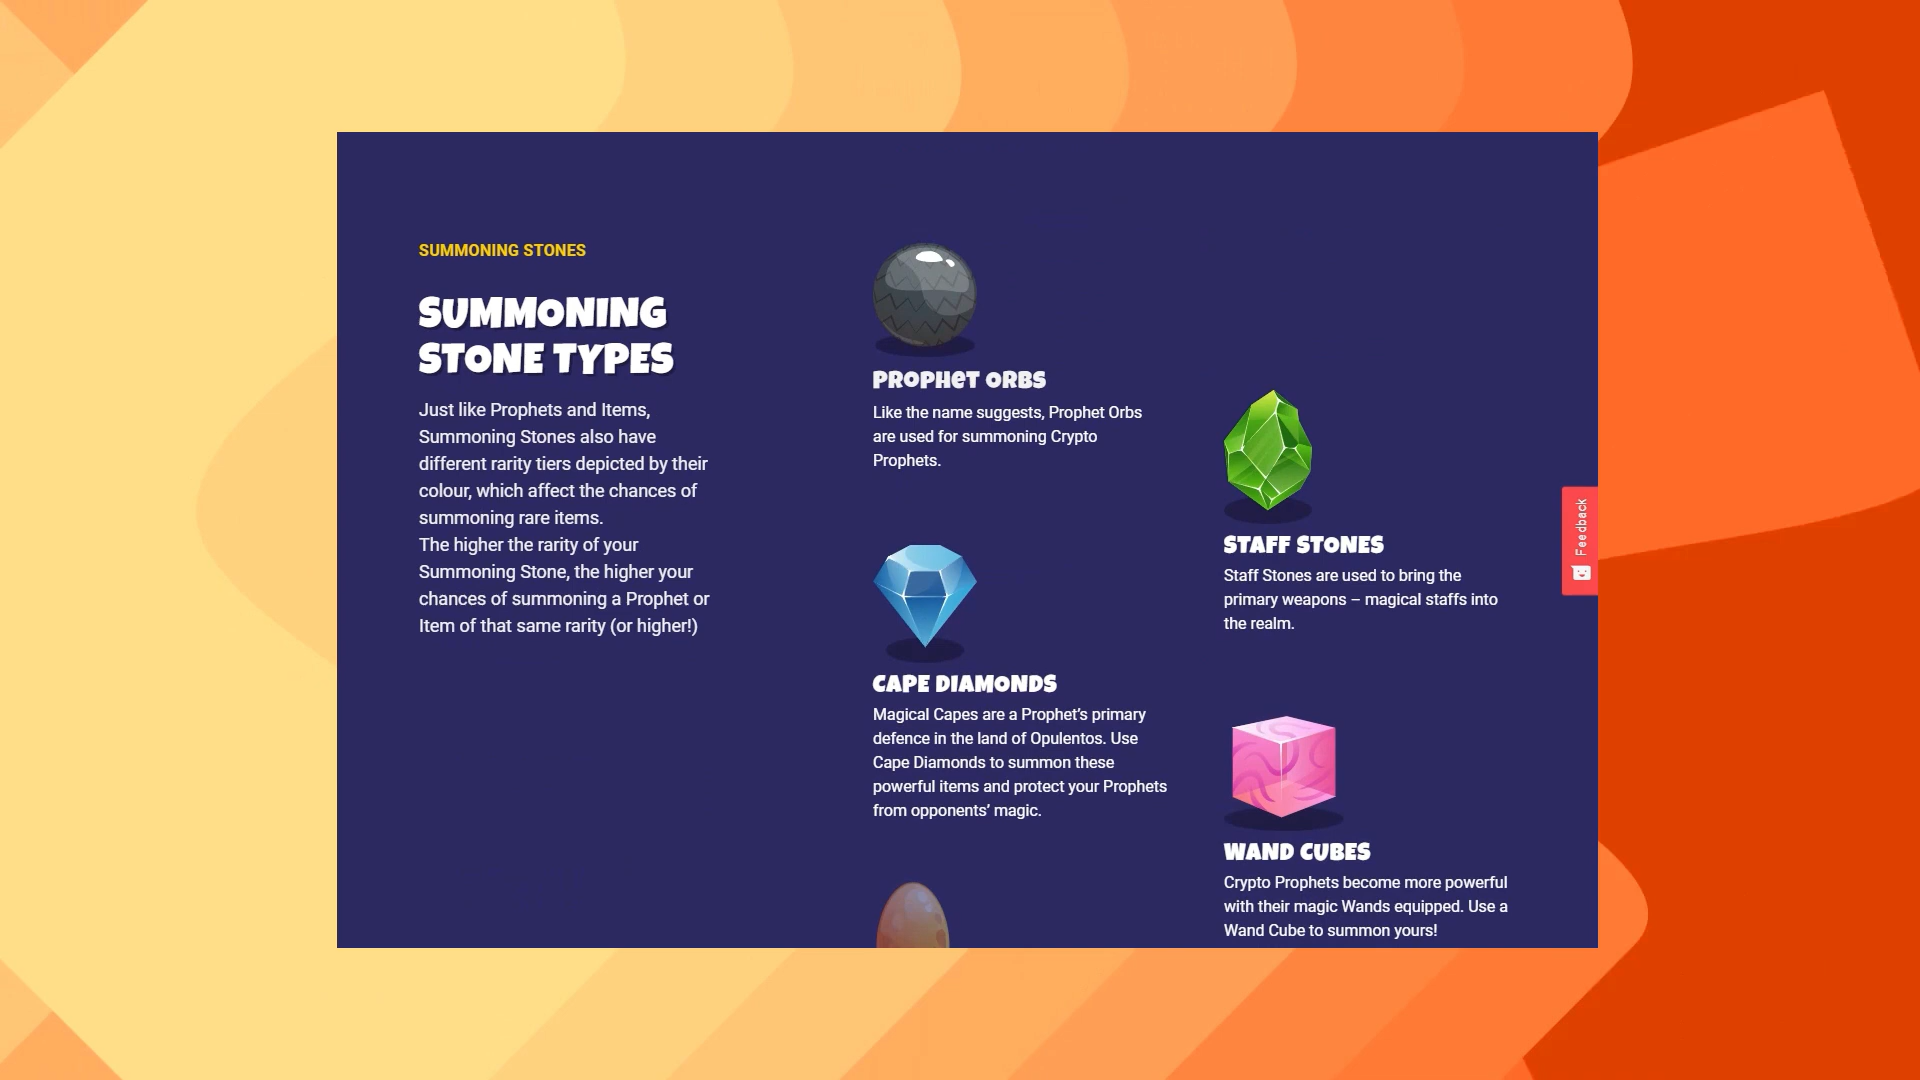 SUMMONING STONES
SUMMONING
STONE TYPES
Just like Prophets and Items,
Summoning Stones also have
different rarity tiers depicted by their
colour, which affect the chances of
summoning rare items.
The higher the rarity of your
Summoning Stone, the higher your
chances of summoning a Prophet or
Item of that same rarity (or higher!)
PROPHET ORBS
Like the name suggests, Prophet Orbs
are used for summoning Crypto
Prophets.
CAPE DIAMONDS
Magical Capes are a Prophet’s primary
defence in the land of Opulentos. Use
Cape Diamonds to summon these
powerful items and protect your Prophets
from opponents’ magic.
STAFF STONES
Staff Stones are used to bring the
primary weapons – magical staffs into
the realm.
WAND CUBES
Crypto Prophets become more powerful
with their magic Wands equipped. Use a
Wand Cube to summon yours!
Feedback